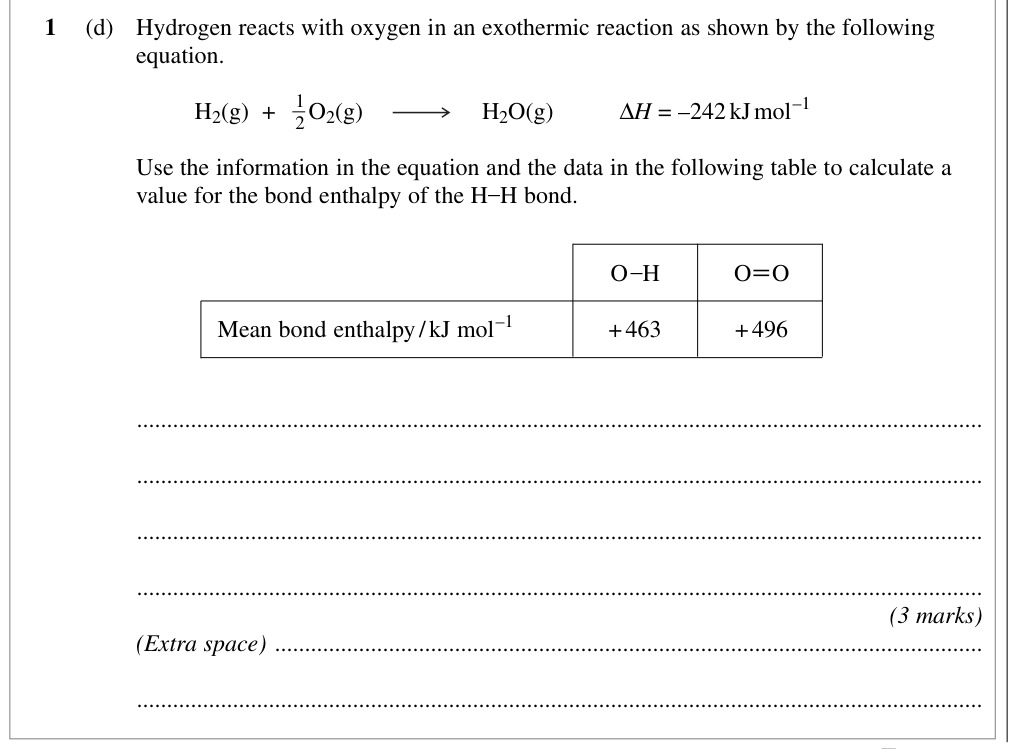 1 (d) Hydrogen reacts with oxygen in an exothermic reaction as shown by the following
equation.
H₂(g) + ½O₂(g) ⟶ H₂O(g) ΔH = –242 kJ mol⁻¹
Use the information in the equation and the data in the following table to calculate a
value for the bond enthalpy of the H–H bond.
O–H O=O
Mean bond enthalpy / kJ mol⁻¹ +463 +496
(3 marks)
(Extra space)